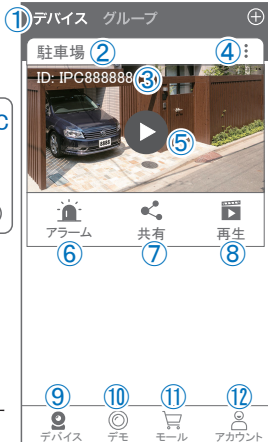 ①デバイス グループ
駐車場② ④
ID: IPC888888 ③
⑤
アラーム 共有 再生
⑥ ⑦ ⑧
⑨ ⑩ ⑪ ⑫
デバイス デモ モール アカウント